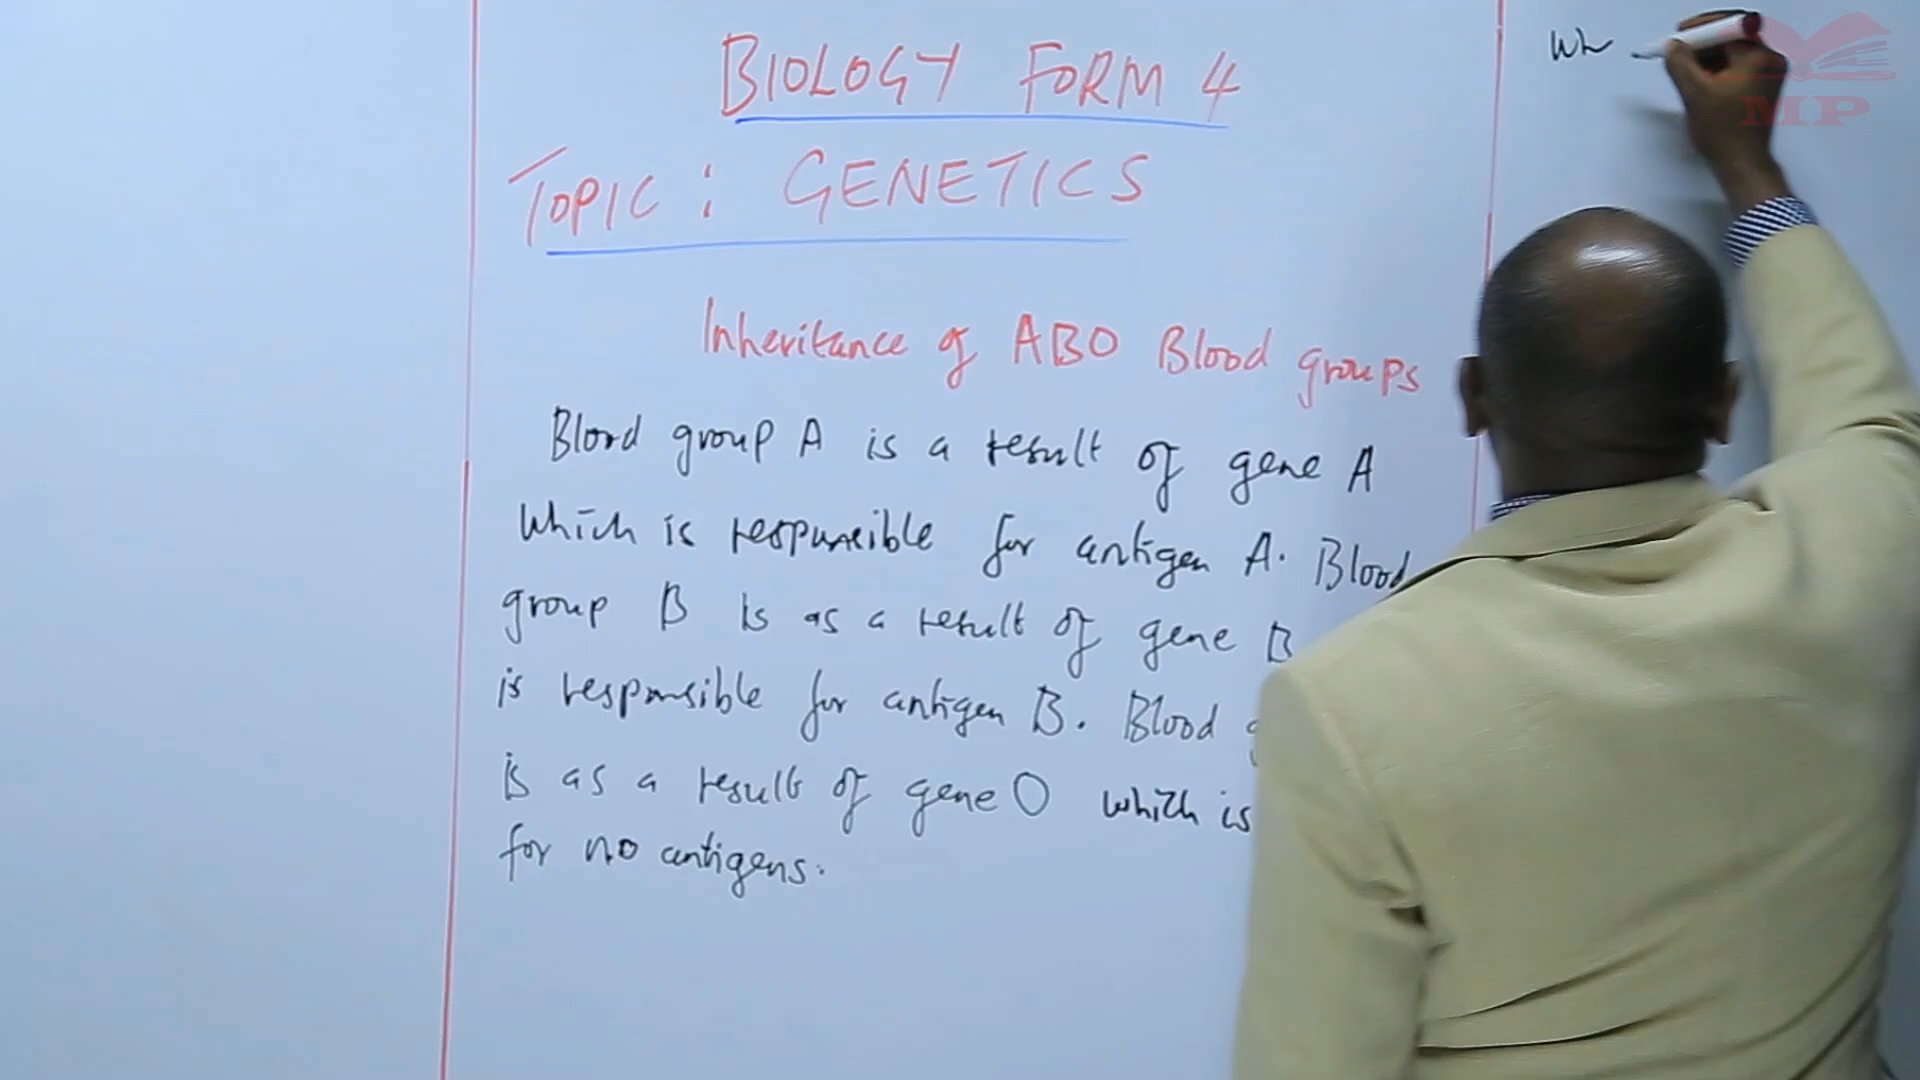 BIOLOGY FORM 4
TOPIC : GENETICS
Inheritance of ABO Blood groups
Blood group A is a result of gene A
which is responsible for antigen A. Blood
group B is as a result of gene B
is responsible for antigen B. Blood
is as a result of gene O which is
for no antigens.
Wh
MP